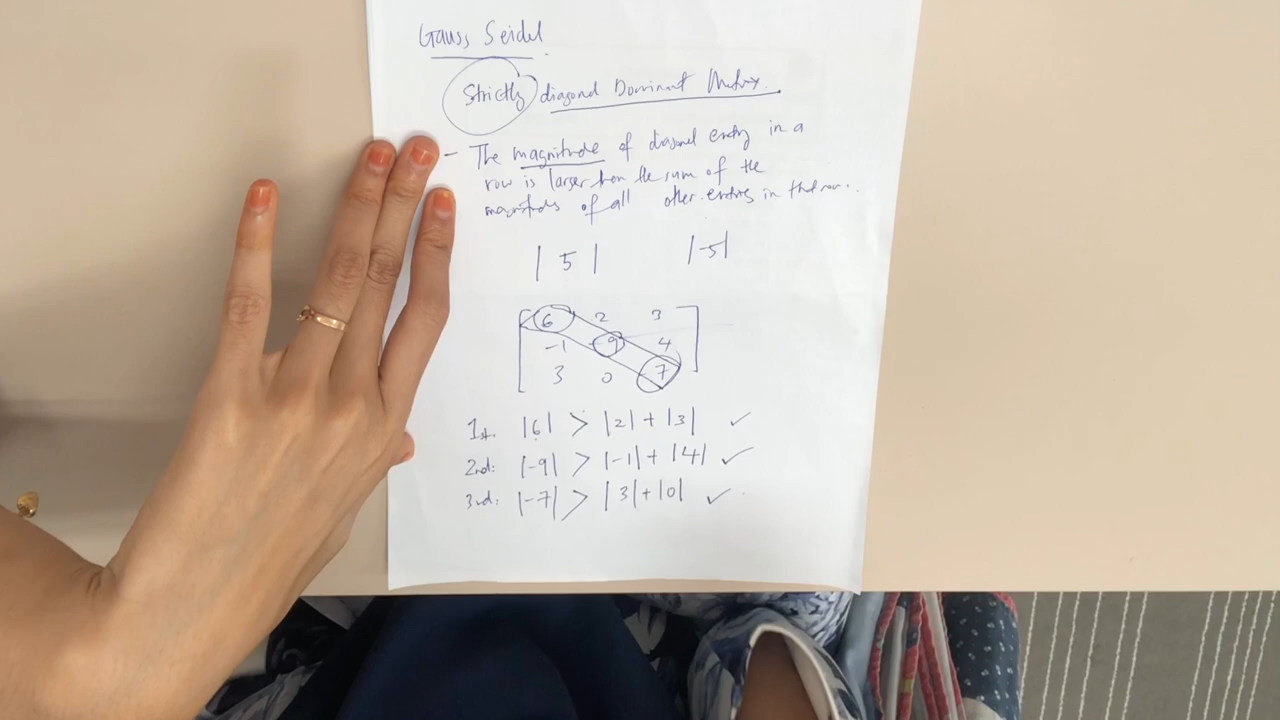 Gauss Seidel
Strictly diagonal Dominant Matrix.
- The magnitude of diagonal entry in a
row is larger than the sum of the
magnitudes of all other entries in that row.
|5| |-5|
6 2 3
-1 -9 4
3 0 -7
1st. |6| > |2| + |3| ✓
2nd: |-9| > |-1| + |4| ✓
3rd: |-7| > |3| + |0| ✓